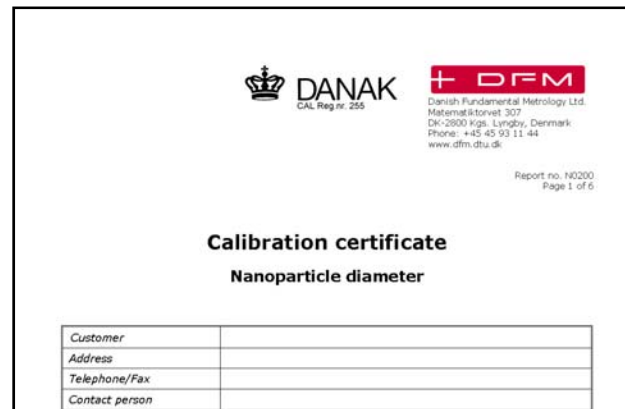 DANAK
CAL Reg.nr. 255
DFM
Danish Fundamental Metrology Ltd.
Matematiktorvet 307
DK-2800 Kgs. Lyngby, Denmark
Phone: +45 45 93 11 44
www.dfm.dtu.dk
Report no. N0200
Page 1 of 6
Calibration certificate
Nanoparticle diameter
Customer
Address
Telephone/Fax
Contact person